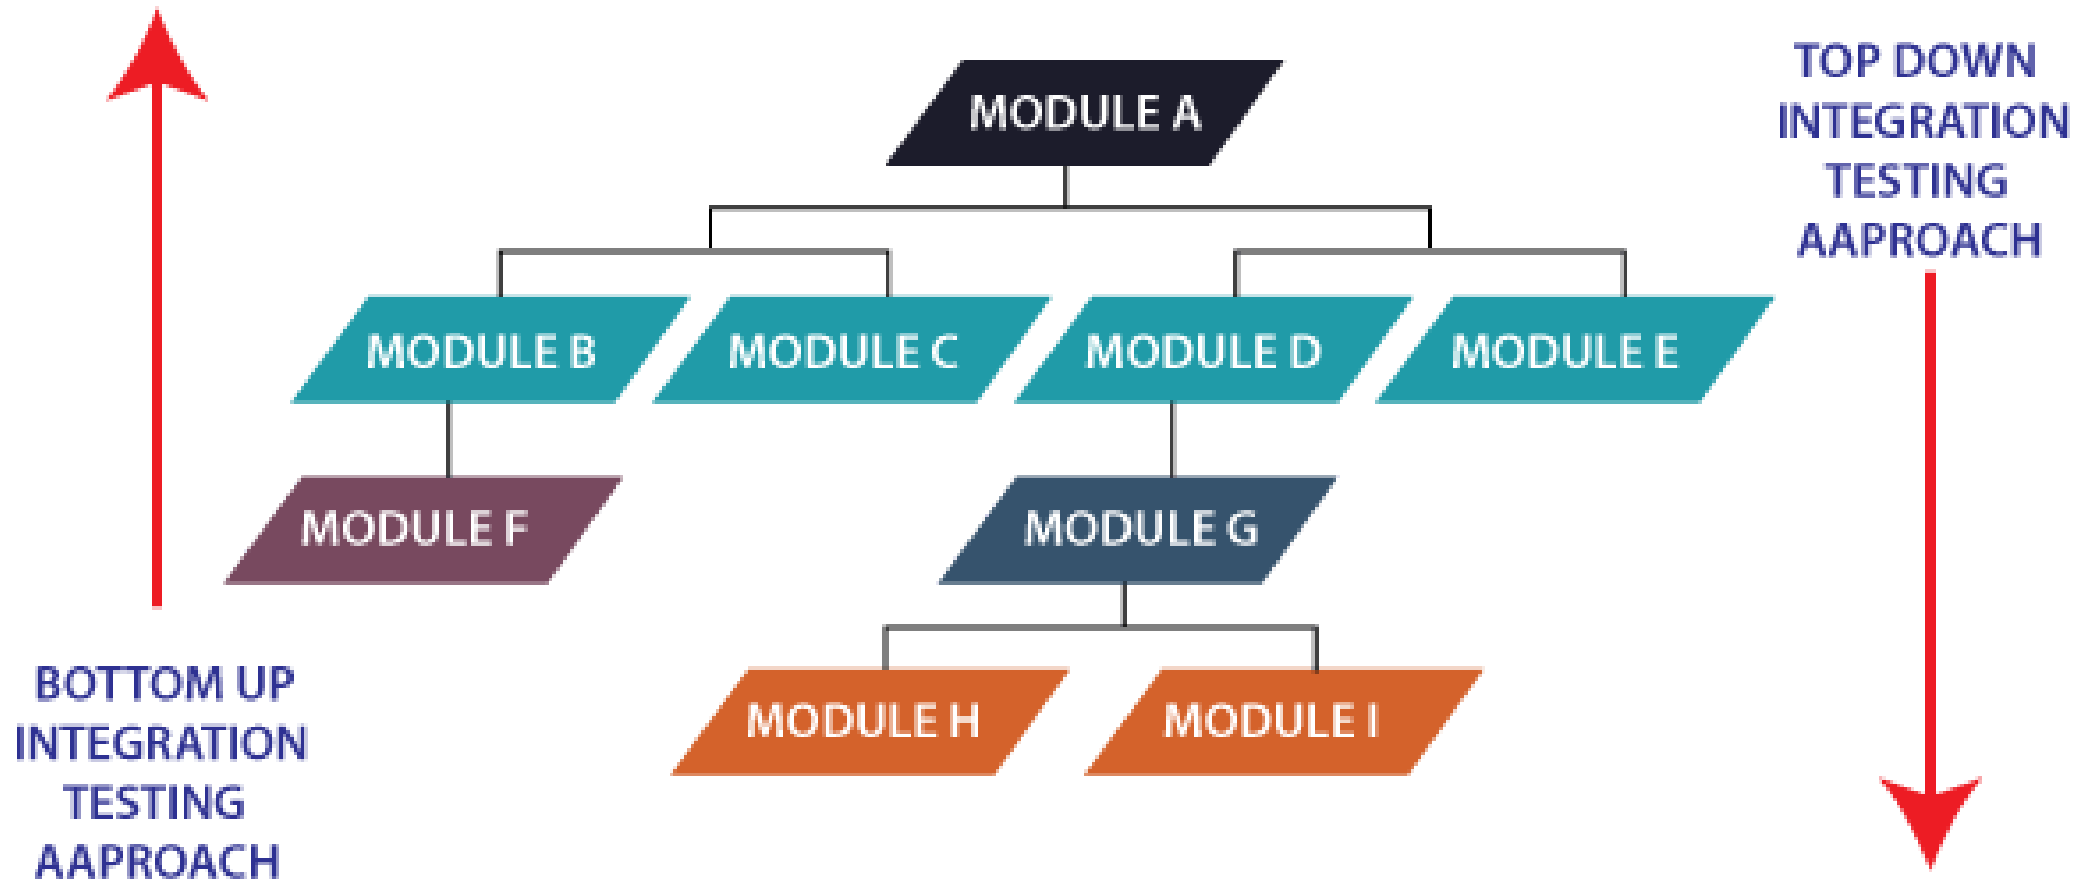 MODULE A
TOP DOWN
INTEGRATION
TESTING
AAPROACH
MODULE B
MODULE C
MODULE D
MODULE E
MODULE F
MODULE G
MODULE H
MODULE I
BOTTOM UP
INTEGRATION
TESTING
AAPROACH